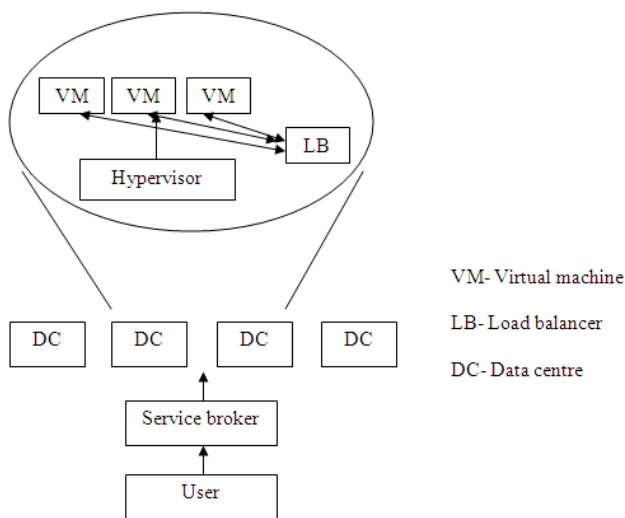 VM VM VM
LB
Hypervisor
VM- Virtual machine
LB- Load balancer
DC DC DC DC
DC- Data centre
Service broker
User